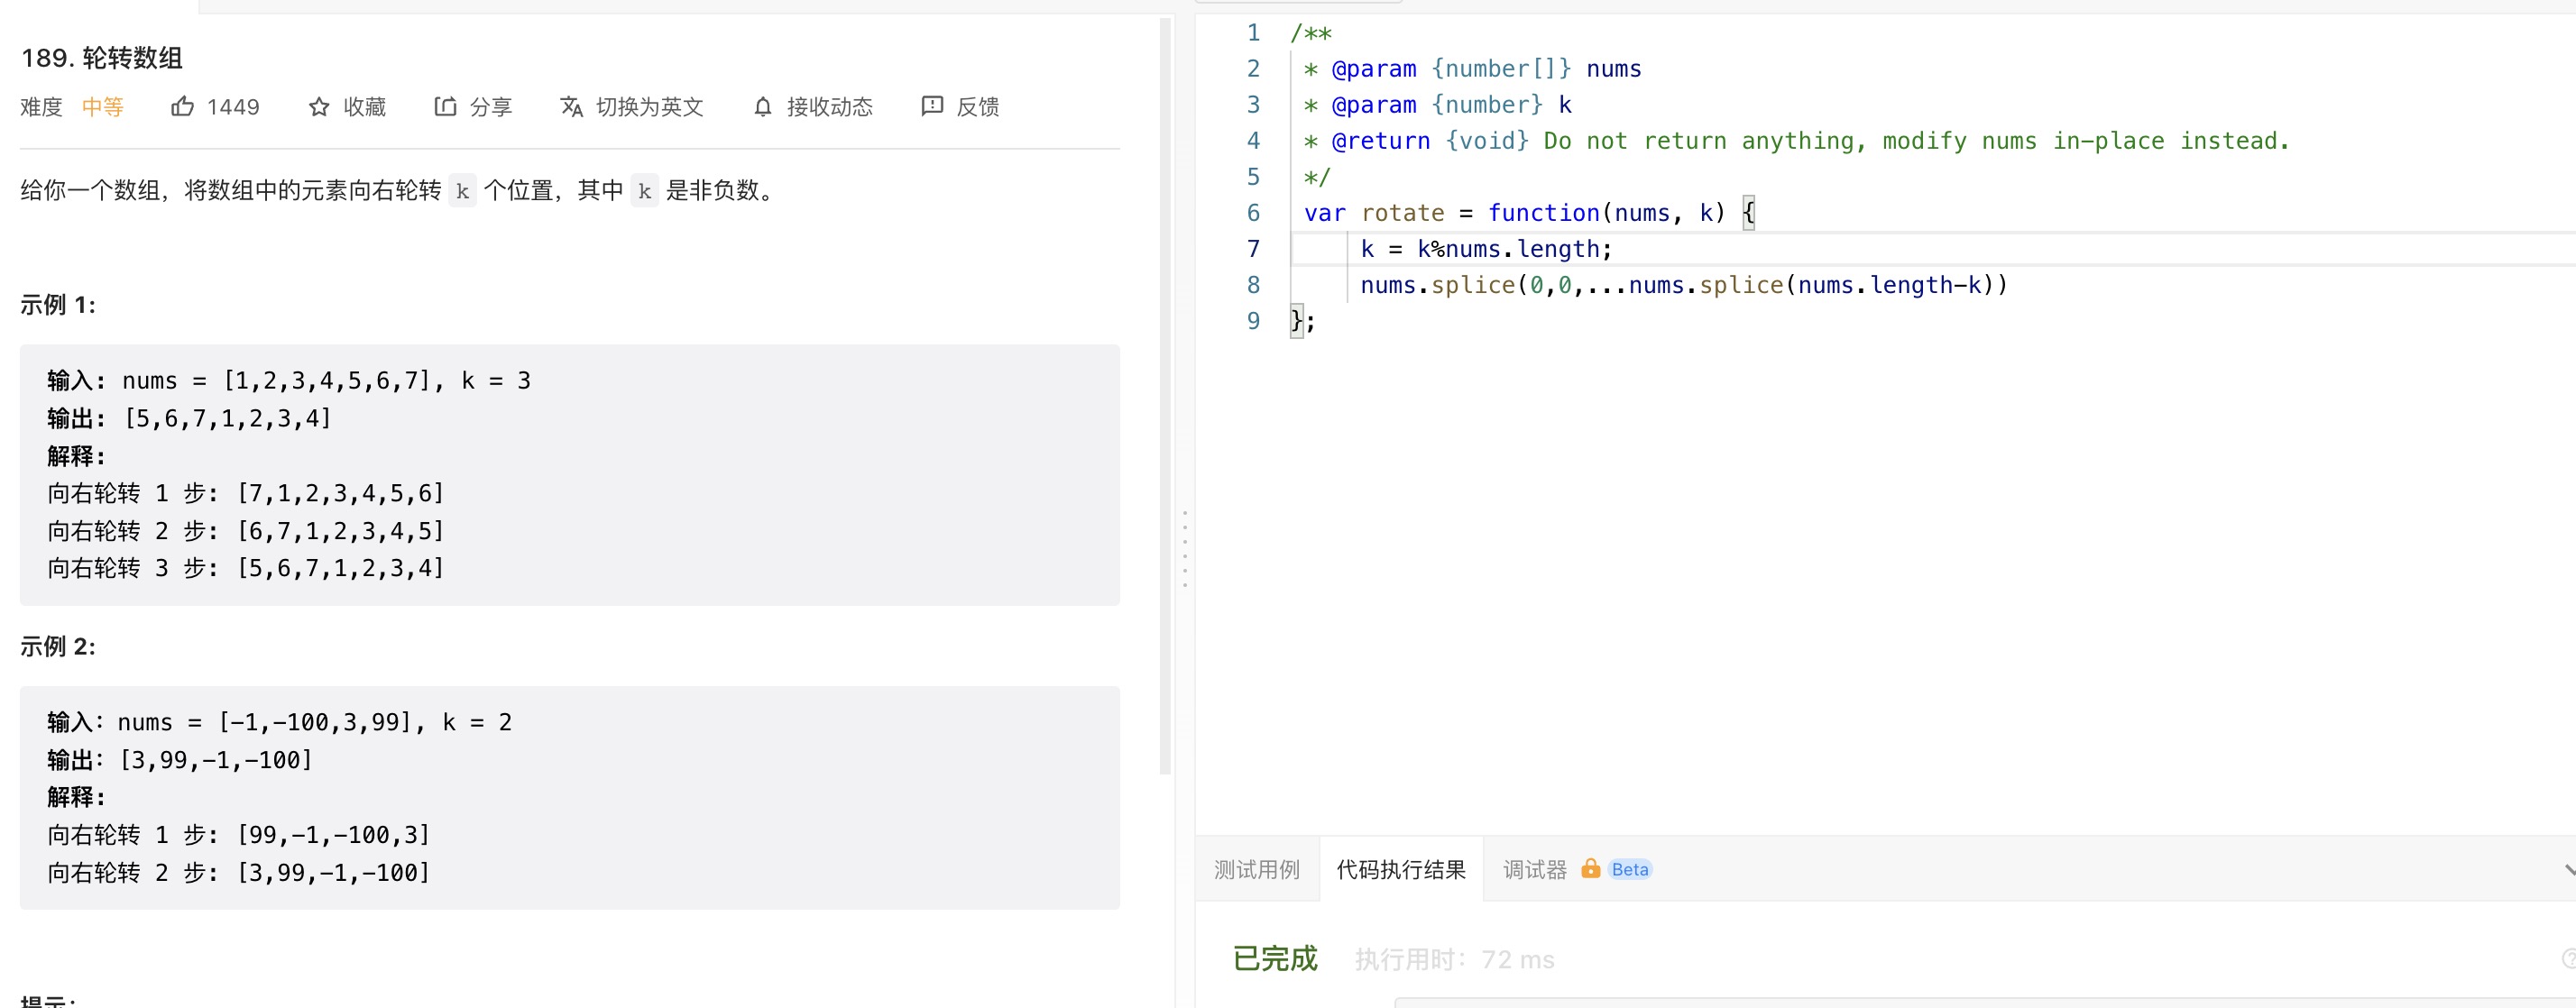 189. 轮转数组
难度 中等 1449 收藏 分享 切换为英文 接收动态 反馈
给你一个数组，将数组中的元素向右轮转 k 个位置，其中 k 是非负数。
示例 1:
输入: nums = [1,2,3,4,5,6,7], k = 3
输出: [5,6,7,1,2,3,4]
解释:
向右轮转 1 步: [7,1,2,3,4,5,6]
向右轮转 2 步: [6,7,1,2,3,4,5]
向右轮转 3 步: [5,6,7,1,2,3,4]
示例 2:
输入：nums = [-1,-100,3,99], k = 2
输出：[3,99,-1,-100]
解释:
向右轮转 1 步: [99,-1,-100,3]
向右轮转 2 步: [3,99,-1,-100]
提示：
1 /**
2 * @param {number[]} nums
3 * @param {number} k
4 * @return {void} Do not return anything, modify nums in-place instead.
5 */
6 var rotate = function(nums, k) {
7 k = k%nums.length;
8 nums.splice(0,0,...nums.splice(nums.length-k))
9 };
测试用例 代码执行结果 调试器 Beta
已完成 执行用时：72 ms